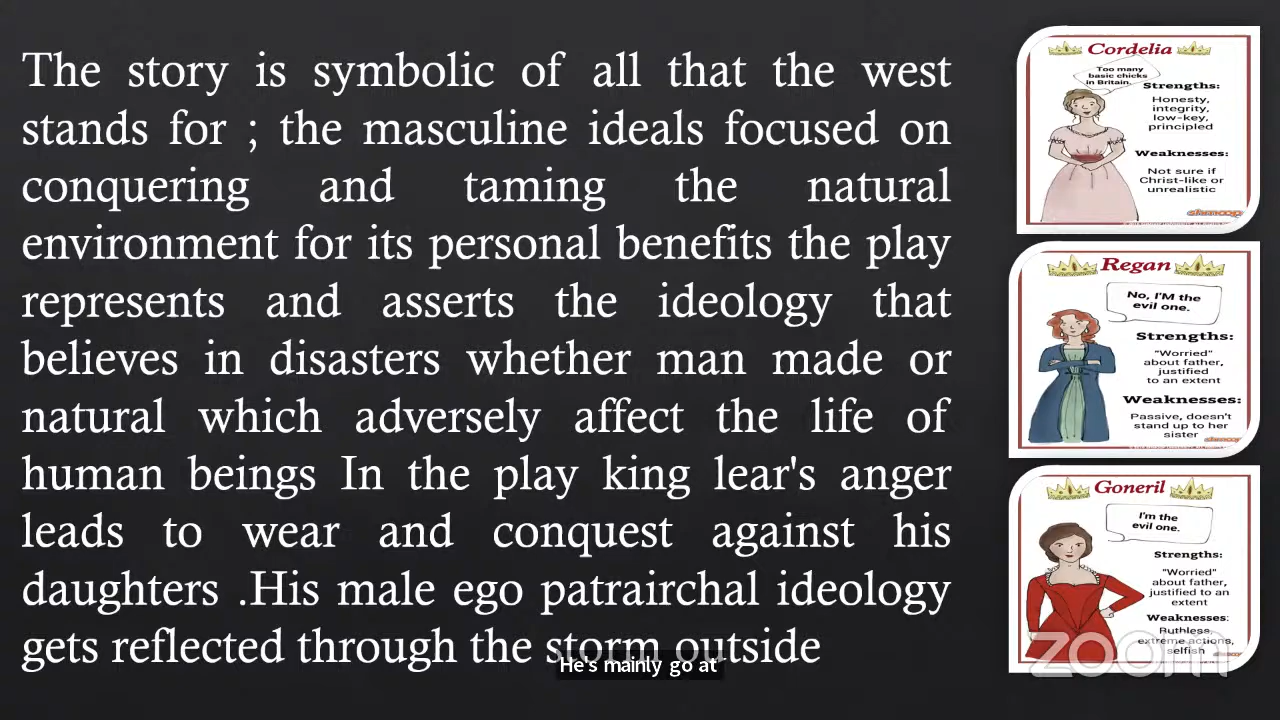 The story is symbolic of all that the west
stands for ; the masculine ideals focused on
conquering and taming the natural
environment for its personal benefits the play
represents and asserts the ideology that
believes in disasters whether man made or
natural which adversely affect the life of
human beings In the play king lear's anger
leads to wear and conquest against his
daughters .His male ego patrairchal ideology
gets reflected through the storm outside
He's mainly go at
Cordelia
Too many
basic chicks
in Britain.
Strengths:
Honesty,
integrity,
low-key,
principled
Weaknesses:
Not sure if
Christ-like or
unrealistic
shmoop
Regan
No, I'M the
evil one.
Strengths:
"Worried"
about father,
justified
to an extent
Weaknesses:
Passive, doesn't
stand up to her
sister
shmoop
Goneril
I'm the
evil one.
Strengths:
"Worried"
about father,
justified to an
extent
Weaknesses:
Ruthless,
extreme actions,
selfish
zoom